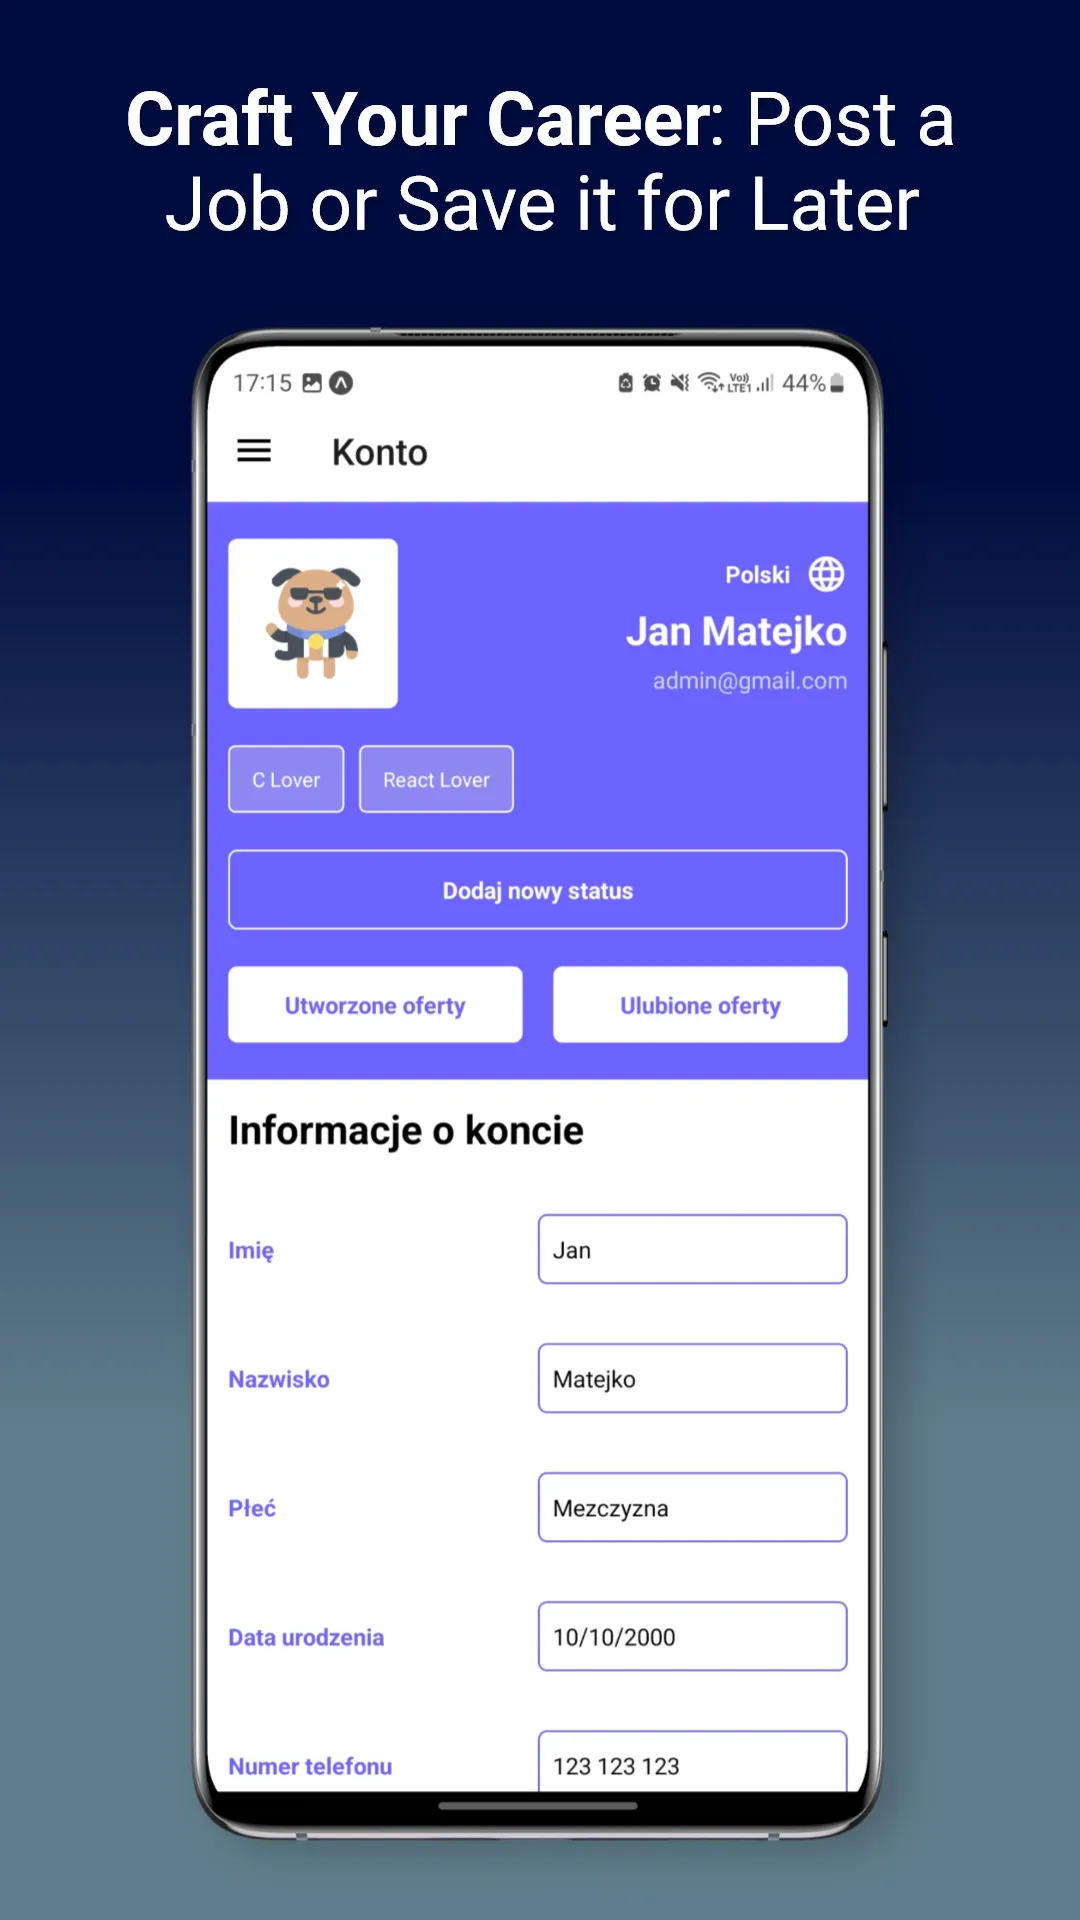 Craft Your Career: Post a
Job or Save it for Later
17:15
Vo))
LTE1
44%
Konto
Polski
Jan Matejko
admin@gmail.com
C Lover
React Lover
Dodaj nowy status
Utworzone oferty
Ulubione oferty
Informacje o koncie
Imię
Jan
Nazwisko
Matejko
Płeć
Mezczyzna
Data urodzenia
10/10/2000
Numer telefonu
123 123 123